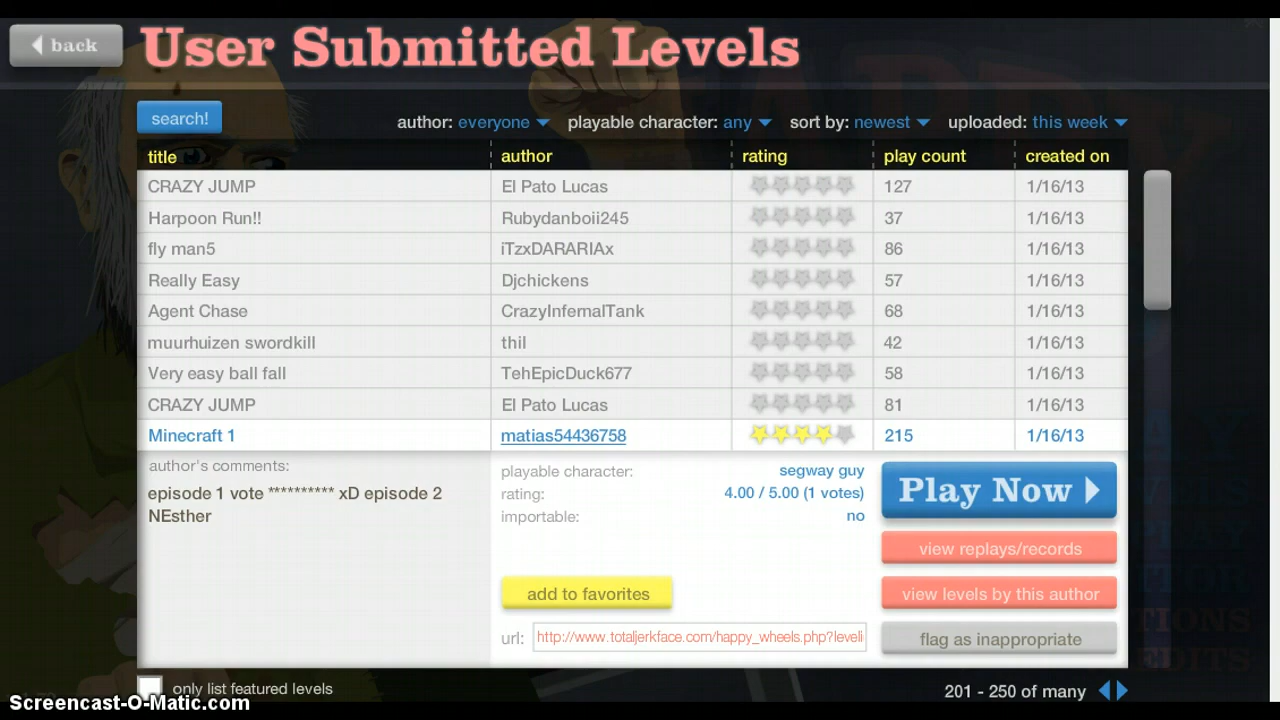 back
User Submitted Levels
search!
author: everyone playable character: any sort by: newest uploaded: this week
title author rating play count created on
CRAZY JUMP El Pato Lucas 127 1/16/13
Harpoon Run!! Rubydanboii245 37 1/16/13
fly man5 iTzxDARARIAx 86 1/16/13
Really Easy Djchickens 57 1/16/13
Agent Chase CrazyInfernalTank 68 1/16/13
muurhuizen swordkill thil 42 1/16/13
Very easy ball fall TehEpicDuck677 58 1/16/13
CRAZY JUMP El Pato Lucas 81 1/16/13
Minecraft 1 matias54436758 215 1/16/13
author's comments:
episode 1 vote ********** xD episode 2
NEsther
playable character: segway guy
rating: 4.00 / 5.00 (1 votes)
importable: no
add to favorites
url: http://www.totaljerkface.com/happy_wheels.php?leveli
Play Now
view replays/records
view levels by this author
flag as inappropriate
only list featured levels
201 - 250 of many
Screencast-O-Matic.com